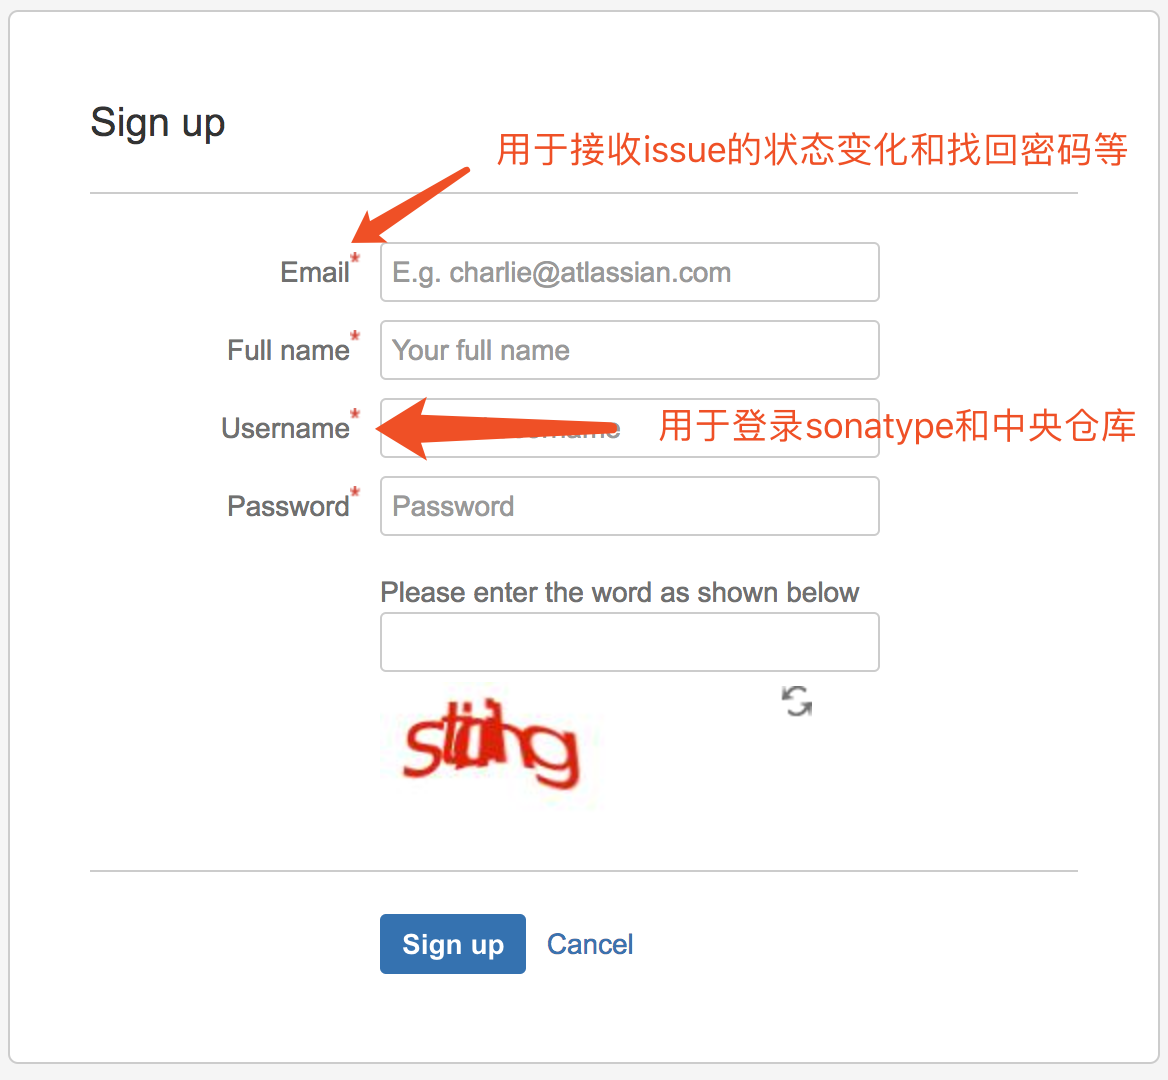 Sign up
用于接收issue的状态变化和找回密码等
Email*
E.g. charlie@atlassian.com
Full name*
Your full name
Username*
用于登录sonatype和中央仓库
Password*
Password
Please enter the word as shown below
Sign up
Cancel